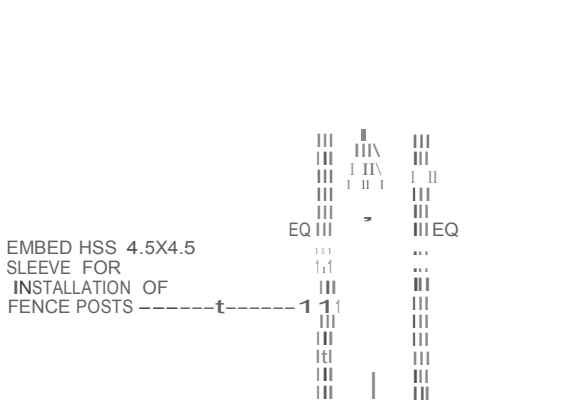 EQ EQ
EMBED HSS 4.5X4.5
SLEEVE FOR
INSTALLATION OF
FENCE POSTS